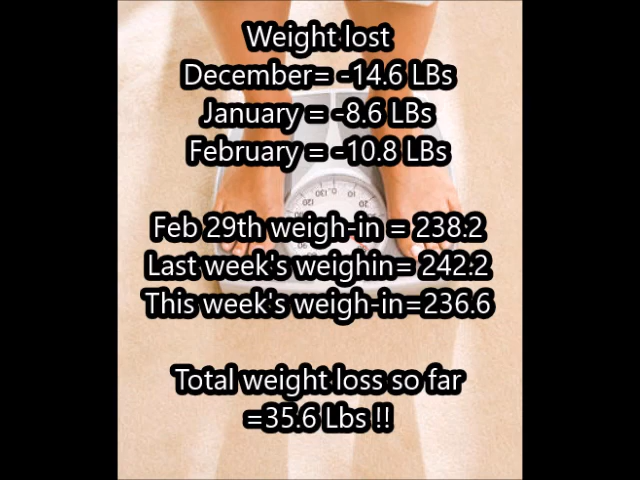 Weight lost
December= -14.6 LBs
January = -8.6 LBs
February = -10.8 LBs
Feb 29th weigh-in = 238.2
Last week's weighin= 242.2
This week's weigh-in=236.6
Total weight loss so far
=35.6 Lbs !!